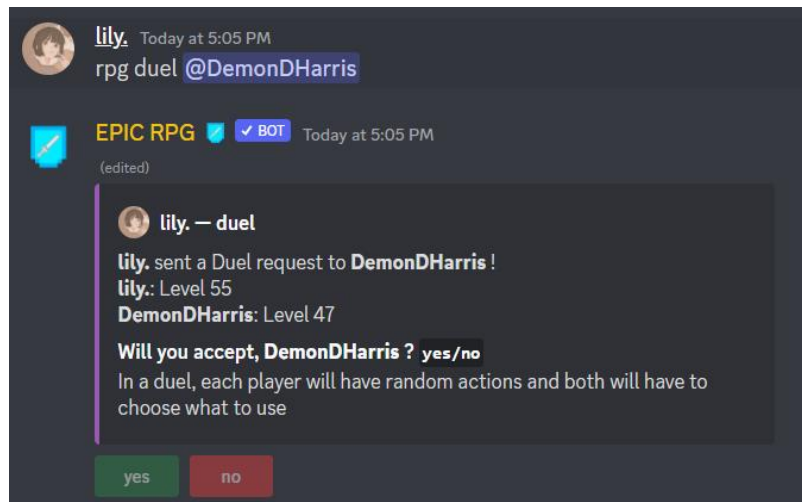 lily. Today at 5:05 PM
rpg duel @DemonDHarris
EPIC RPG ✓ BOT Today at 5:05 PM
(edited)
lily. — duel
lily. sent a Duel request to DemonDHarris !
lily.: Level 55
DemonDHarris: Level 47
Will you accept, DemonDHarris ? yes/no
In a duel, each player will have random actions and both will have to
choose what to use
yes no